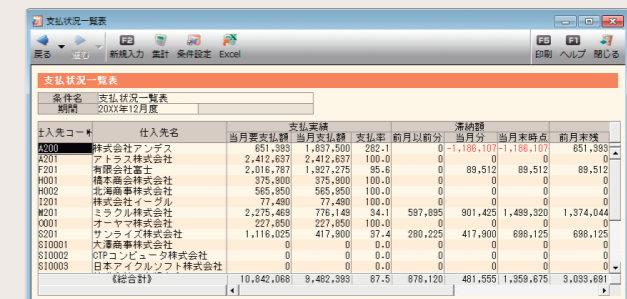 支払状況一覧表
戻る 新規入力 集計 条件設定 Excel 印刷 ヘルプ 閉じる
F2 F5 F1
支払状況一覧表
条件名 支払状況一覧表
期間 20XX年12月度
仕入先コード 仕入先名 支払実績 滞納額 前月末残
当月要支払額 当月支払額 支払率 前月以前分 当月分 当月末時点
A200 株式会社アンデス 651,393 1,837,500 282.1 0 -1,186,107 -1,186,107 651,393
A201 アトラス株式会社 2,412,637 2,412,637 100.0 0 0 0 0
F201 有限会社富士 2,016,787 1,927,275 95.6 0 89,512 89,512 89,512
H001 橋本商会株式会社 375,900 375,900 100.0 0 0 0 0
H002 北海商事株式会社 565,950 565,950 100.0 0 0 0 0
I201 株式会社イーグル 77,490 77,490 100.0 0 0 0 0
M201 ミラクル株式会社 2,275,469 776,149 34.1 597,895 901,425 1,499,320 1,374,044
O001 オーヤマ株式会社 227,850 227,850 100.0 0 0 0 0
S201 サンライズ株式会社 1,116,025 417,900 37.4 280,225 417,900 698,125 698,125
SI0001 大澤商事株式会社 0 0 0.0 0 0 0 0
SI0002 OTPコンピュータ株式会社 0 0 0.0 0 0 0 0
SI0003 日本アイクルソフト株式会社 0 0 0.0 0 0 0 0
《総合計》 10,842,068 9,482,393 87.5 878,120 481,555 1,359,675 3,033,691